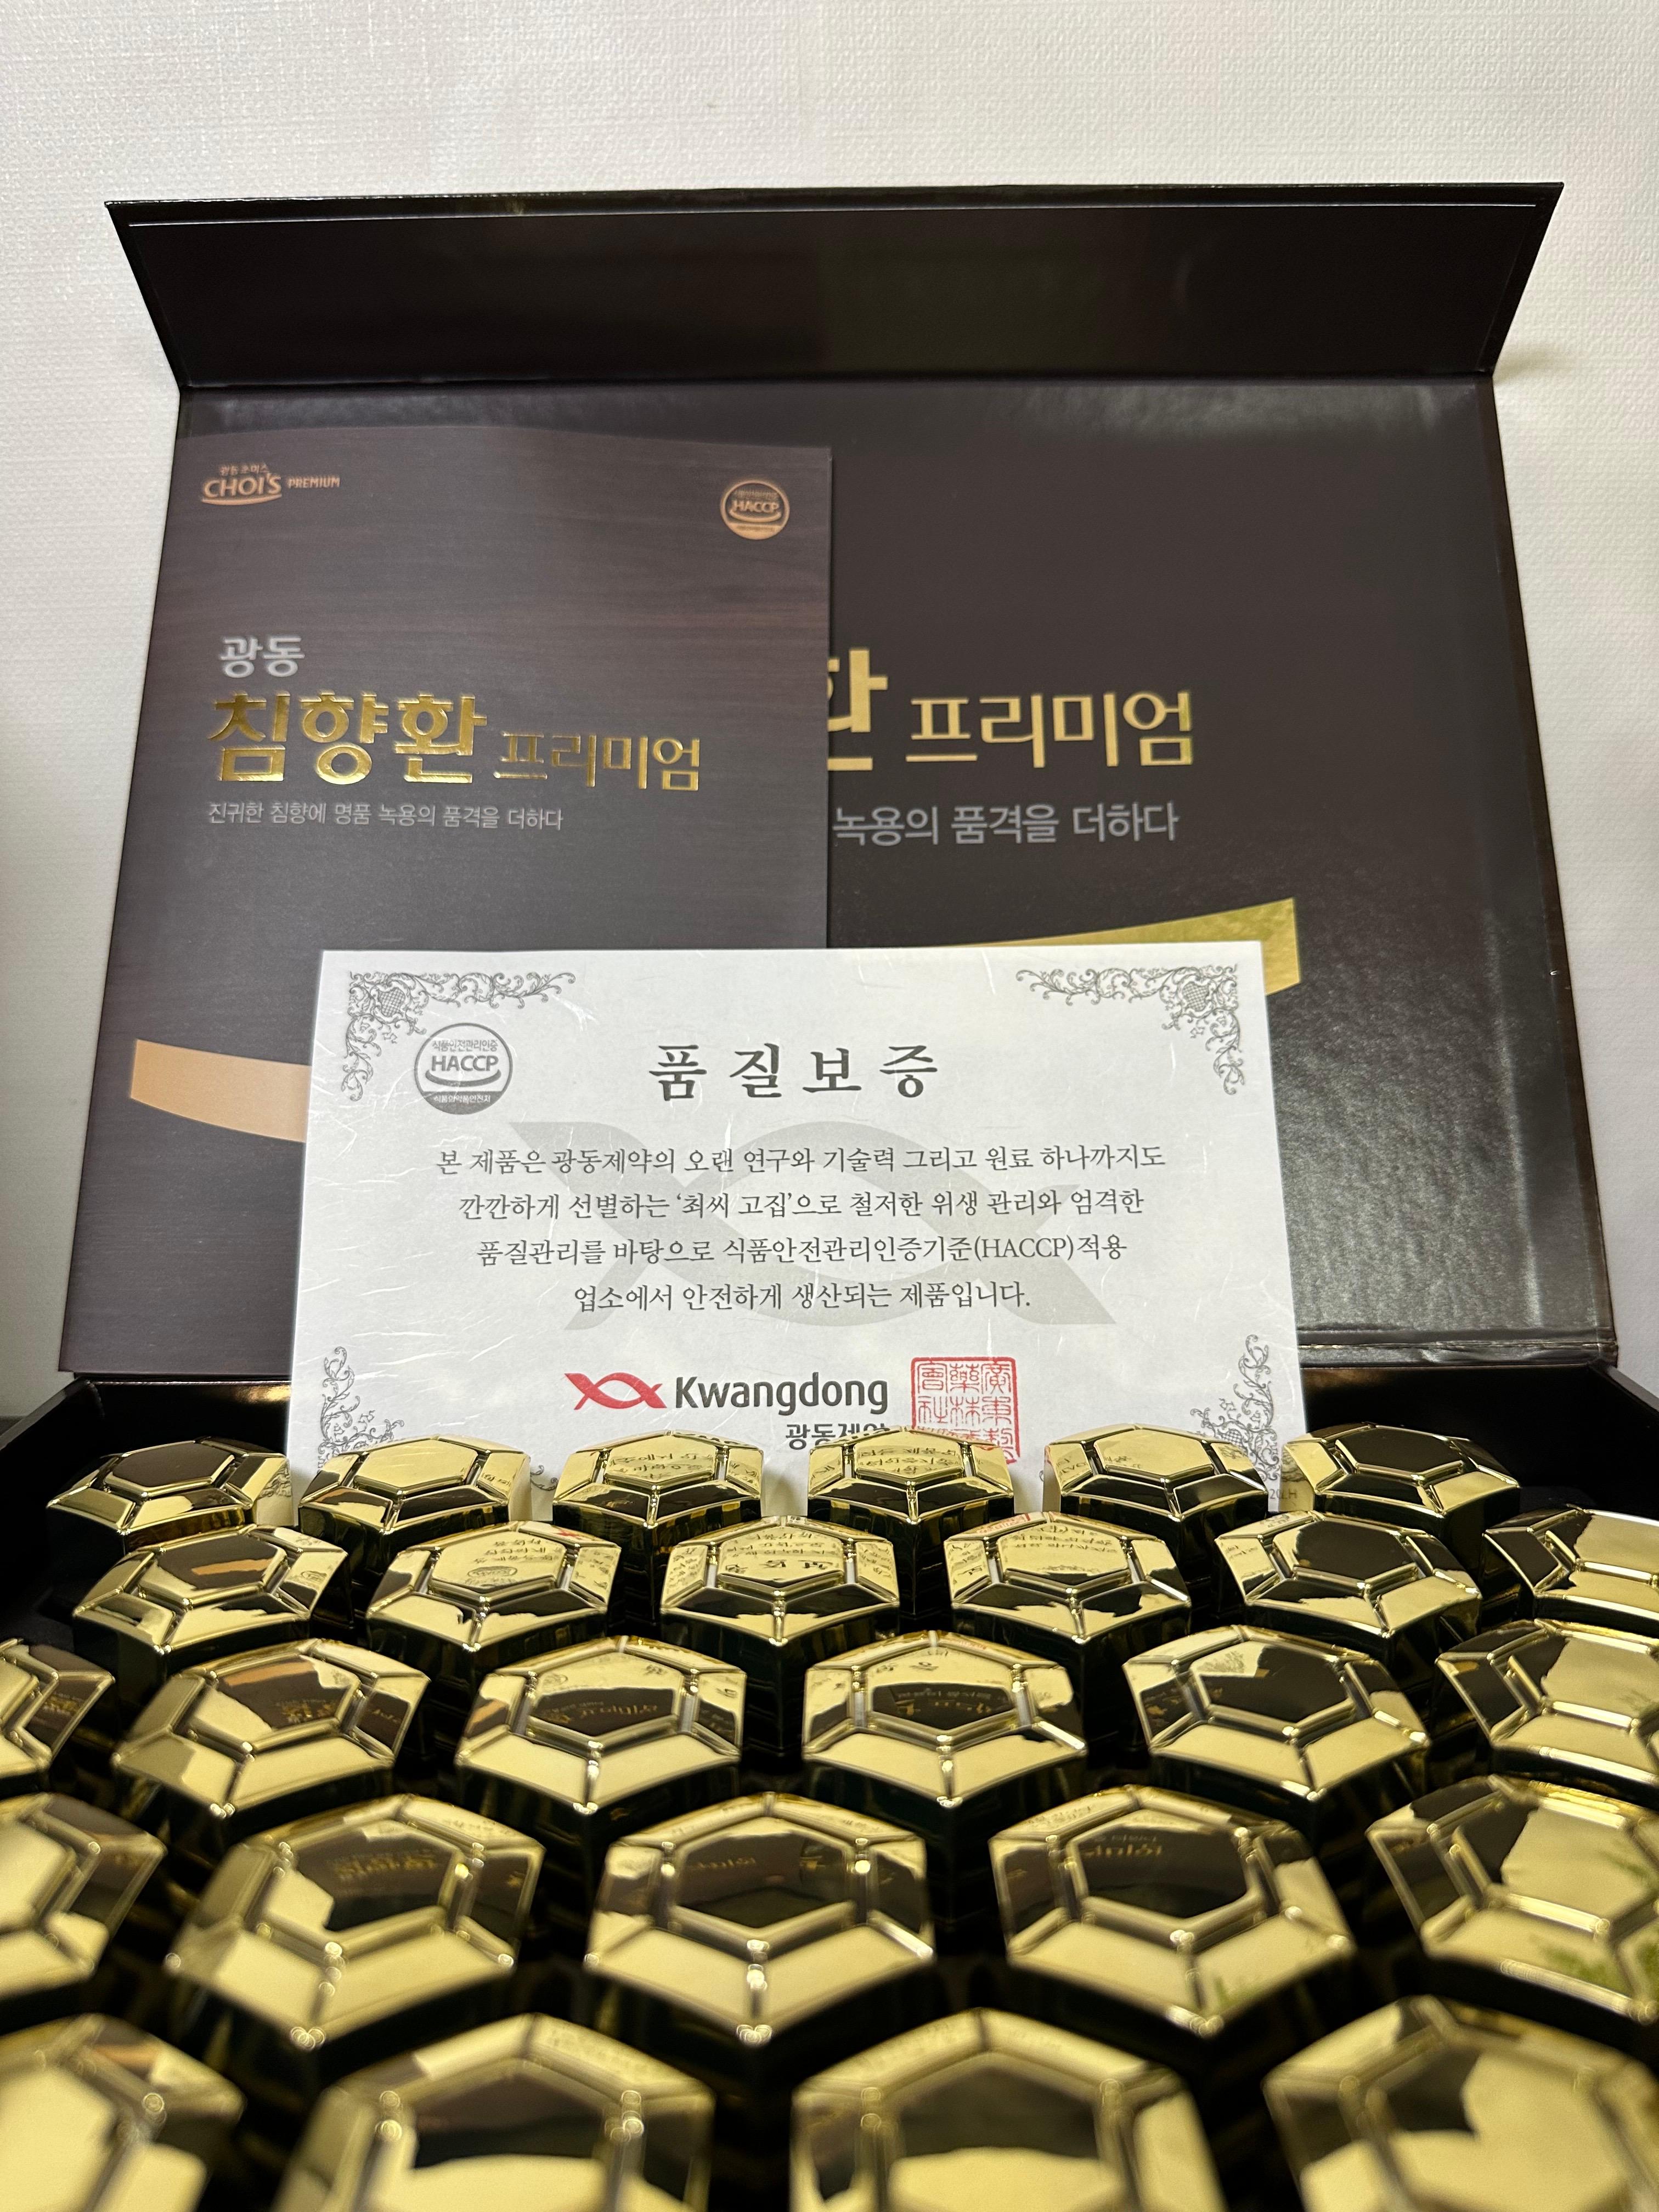 광동 초이스
CHOI'S PREMIUM
HACCP
광동
침향환 프리미엄
진귀한 침향에 명품 녹용의 품격을 더하다
환 프리미엄
녹용의 품격을 더하다
식품안전관리인증
HACCP
식품의약품안전처
품질보증
본 제품은 광동제약의 오랜 연구와 기술력 그리고 원료 하나까지도
깐깐하게 선별하는 ‘최씨 고집’으로 철저한 위생 관리와 엄격한
품질관리를 바탕으로 식품안전관리인증기준(HACCP)적용
업소에서 안전하게 생산되는 제품입니다.
Kwangdong
광동제약